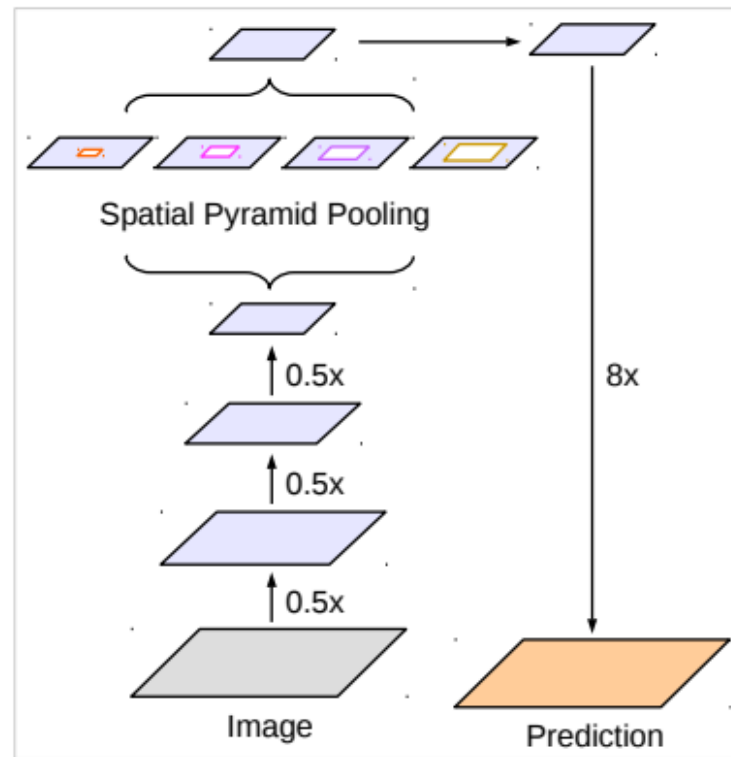 Spatial Pyramid Pooling
0.5x
8x
0.5x
0.5x
Image
Prediction